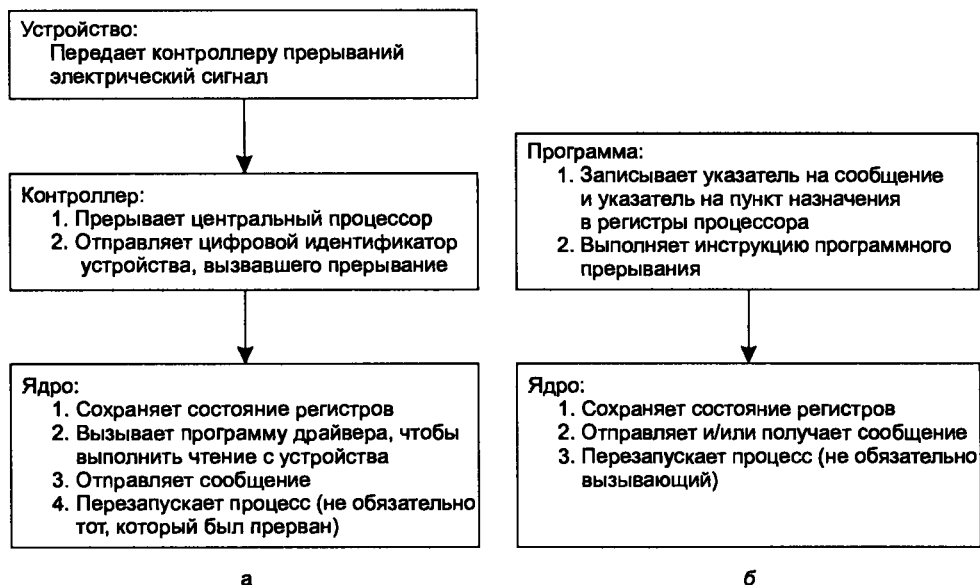 Устройство:
Передает контроллеру прерываний
электрический сигнал
Контроллер:
1. Прерывает центральный процессор
2. Отправляет цифровой идентификатор
устройства, вызвавшего прерывание
Ядро:
1. Сохраняет состояние регистров
2. Вызывает программу драйвера, чтобы
выполнить чтение с устройства
3. Отправляет сообщение
4. Перезапускает процесс (не обязательно
тот, который был прерван)
а
Программа:
1. Записывает указатель на сообщение
и указатель на пункт назначения
в регистры процессора
2. Выполняет инструкцию программного
прерывания
Ядро:
1. Сохраняет состояние регистров
2. Отправляет и/или получает сообщение
3. Перезапускает процесс (не обязательно
вызывающий)
б